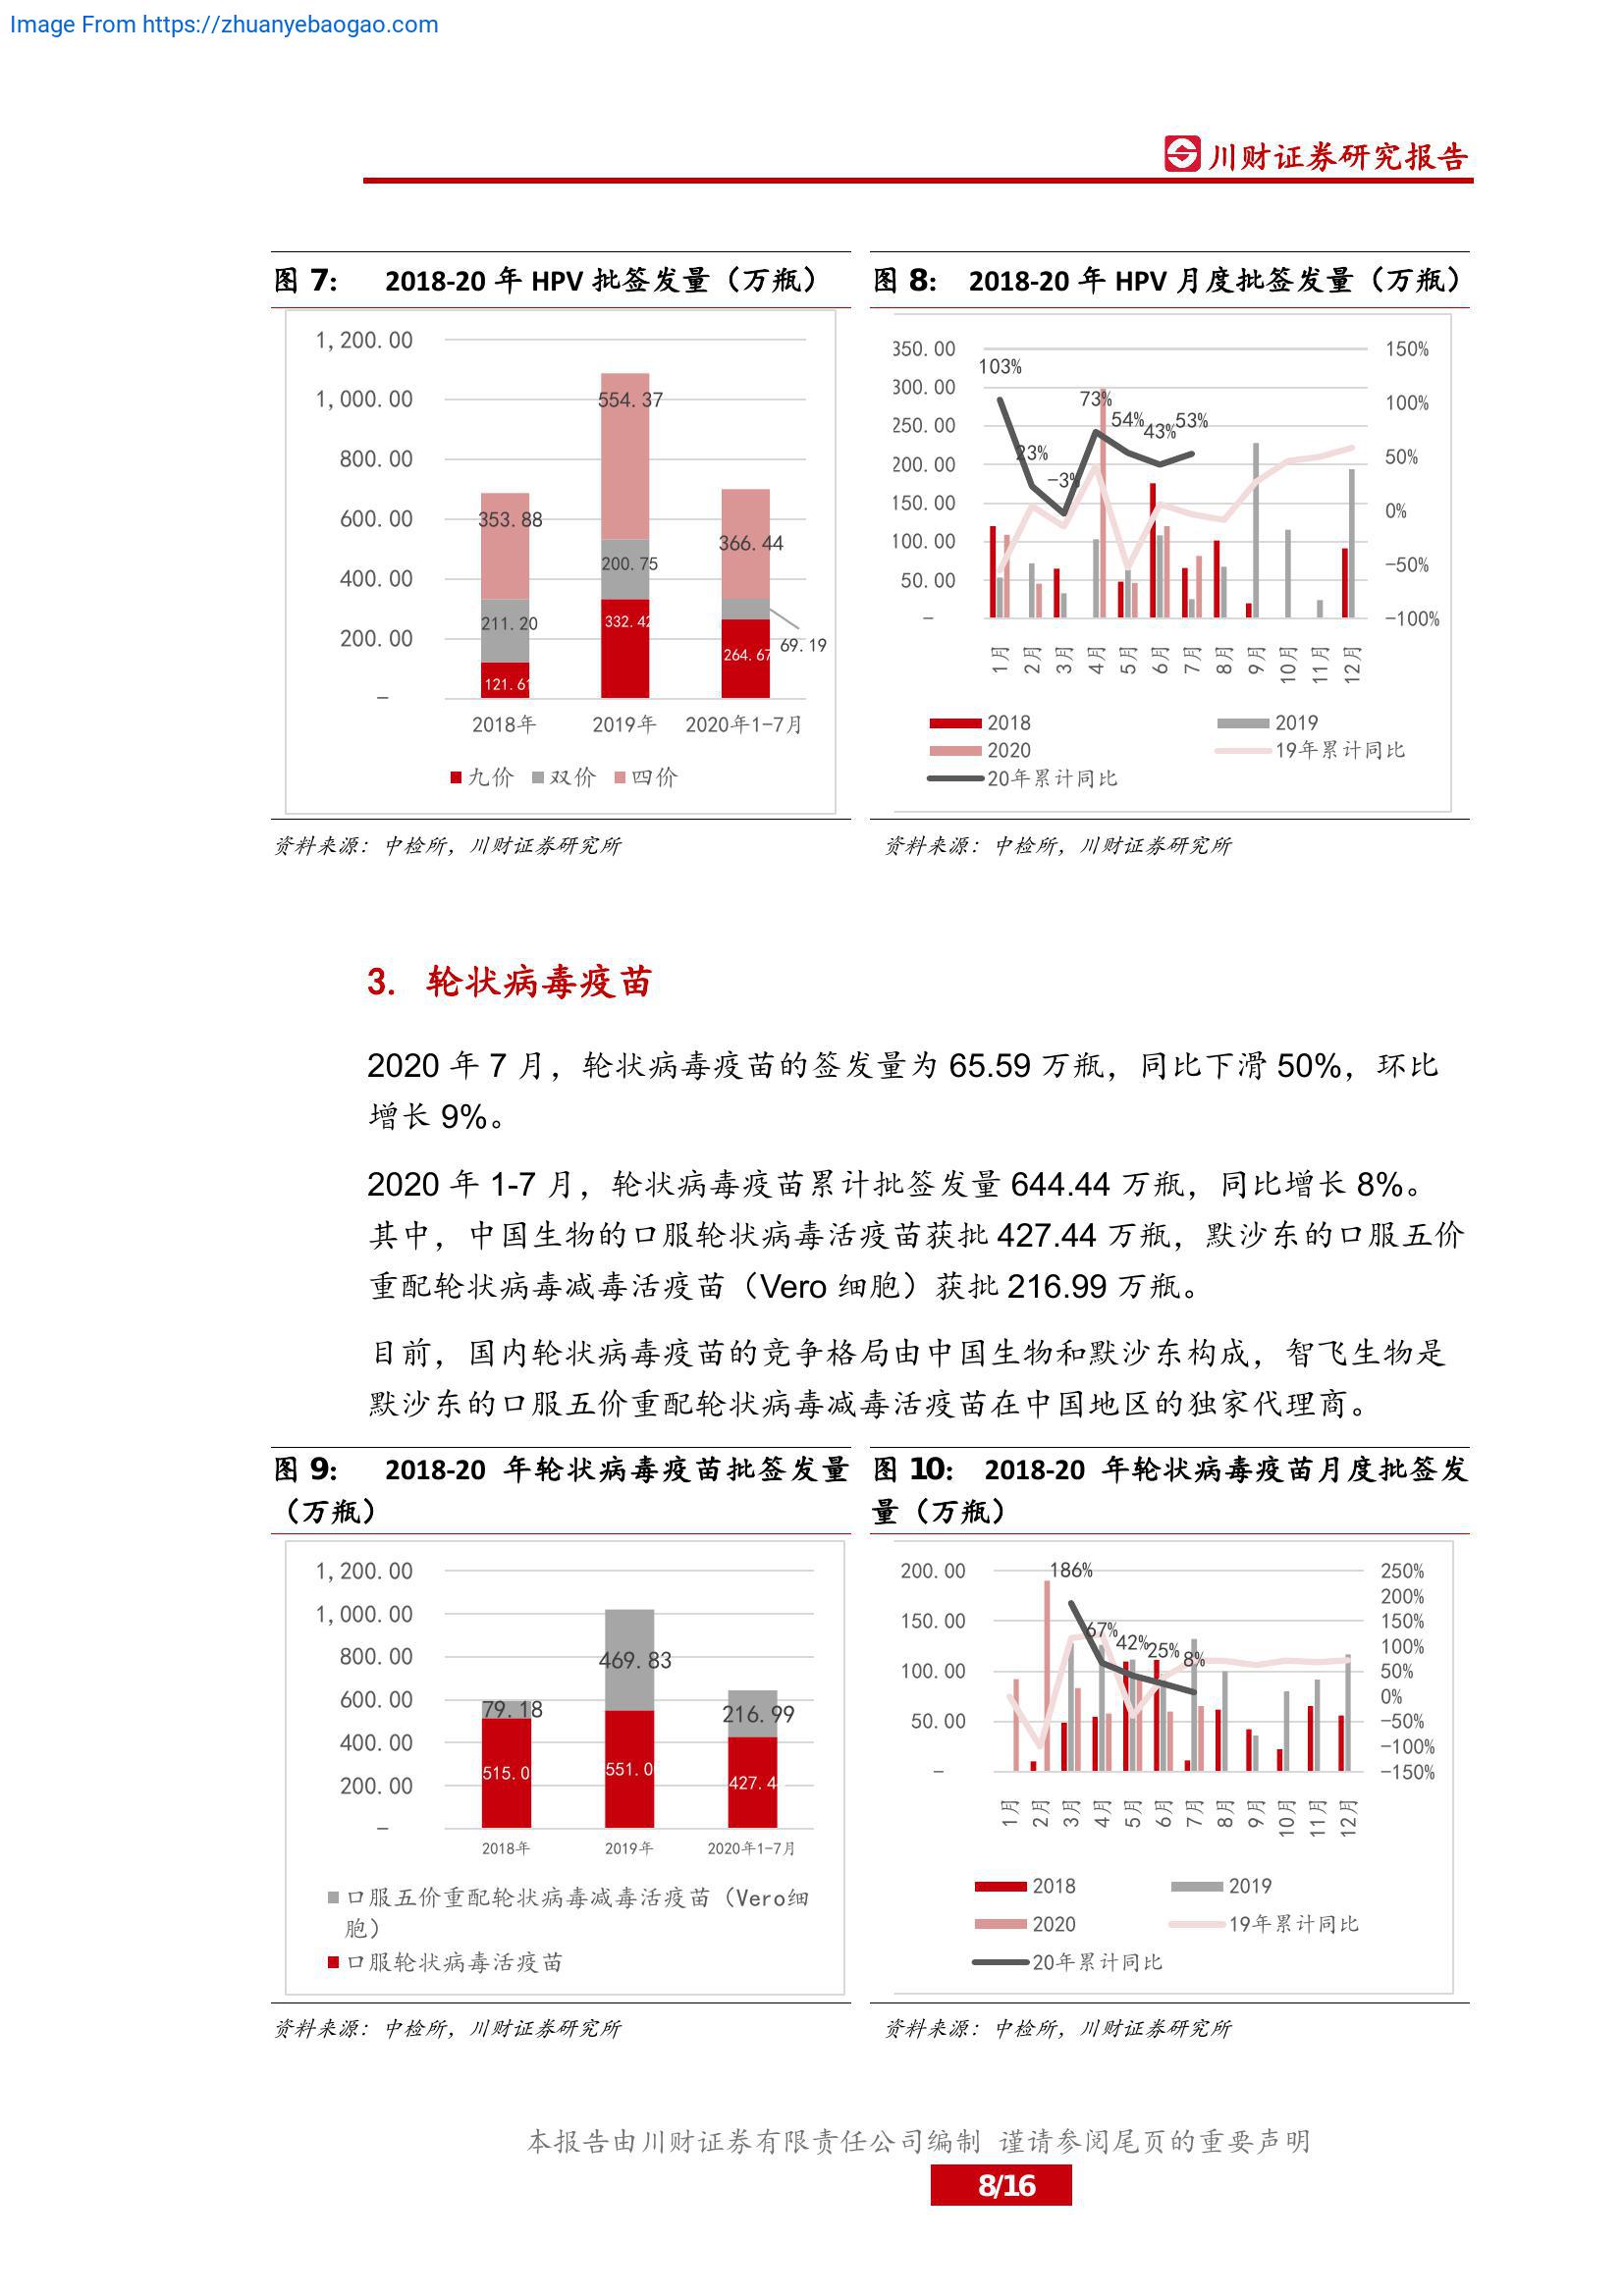 Image From https://zhuanyebaogao.com
川财证券研究报告
图 7: 2018-20 年 HPV 批签发量（万瓶）
1,200.00
1,000.00
800.00
600.00
400.00
200.00
–
353.88
211.20
121.61
554.37
200.75
332.42
366.44
264.67
69.19
2018年 2019年 2020年1-7月
九价 双价 四价
资料来源：中检所，川财证券研究所
图 8: 2018-20 年 HPV 月度批签发量（万瓶）
350.00
300.00
250.00
200.00
150.00
100.00
50.00
–
103%
23%
-3%
73%
54%
43%
53%
150%
100%
50%
0%
-50%
-100%
1月 2月 3月 4月 5月 6月 7月 8月 9月 10月 11月 12月
2018 2019
2020 19年累计同比
20年累计同比
资料来源：中检所，川财证券研究所
3. 轮状病毒疫苗
2020 年 7 月，轮状病毒疫苗的签发量为 65.59 万瓶，同比下滑 50%，环比
增长 9%。
2020 年 1-7 月，轮状病毒疫苗累计批签发量 644.44 万瓶，同比增长 8%。
其中，中国生物的口服轮状病毒活疫苗获批 427.44 万瓶，默沙东的口服五价
重配轮状病毒减毒活疫苗（Vero 细胞）获批 216.99 万瓶。
目前，国内轮状病毒疫苗的竞争格局由中国生物和默沙东构成，智飞生物是
默沙东的口服五价重配轮状病毒减毒活疫苗在中国地区的独家代理商。
图 9: 2018-20 年轮状病毒疫苗批签发量
（万瓶）
1,200.00
1,000.00
800.00
600.00
400.00
200.00
–
79.18
515.0
469.83
551.0
216.99
427.4
2018年 2019年 2020年1-7月
口服五价重配轮状病毒减毒活疫苗（Vero细
胞）
口服轮状病毒活疫苗
资料来源：中检所，川财证券研究所
图 10: 2018-20 年轮状病毒疫苗月度批签发
量（万瓶）
200.00
150.00
100.00
50.00
–
186%
67%
42%
25%
8%
250%
200%
150%
100%
50%
0%
-50%
-100%
-150%
1月 2月 3月 4月 5月 6月 7月 8月 9月 10月 11月 12月
2018 2019
2020 19年累计同比
20年累计同比
资料来源：中检所，川财证券研究所
本报告由川财证券有限责任公司编制 谨请参阅尾页的重要声明
8/16